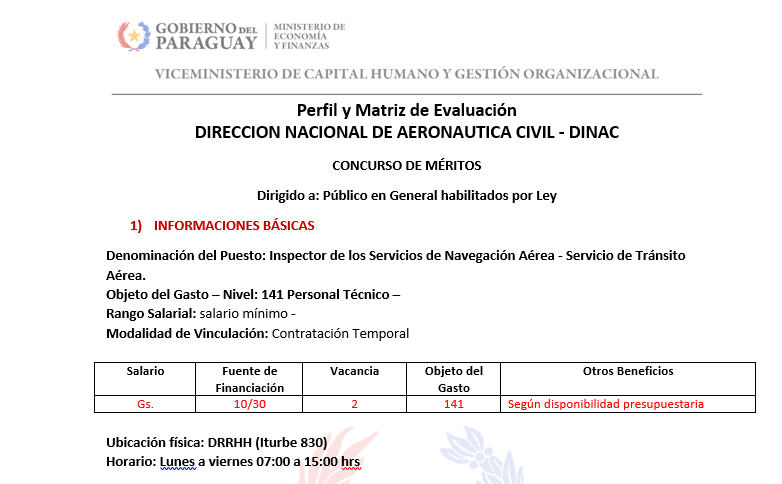 GOBIERNO DEL
PARAGUAY
MINISTERIO DE
ECONOMÍA
Y FINANZAS
VICEMINISTERIO DE CAPITAL HUMANO Y GESTIÓN ORGANIZACIONAL
Perfil y Matriz de Evaluación
DIRECCION NACIONAL DE AERONAUTICA CIVIL - DINAC
CONCURSO DE MÉRITOS
Dirigido a: Público en General habilitados por Ley
1) INFORMACIONES BÁSICAS
Denominación del Puesto: Inspector de los Servicios de Navegación Aérea - Servicio de Tránsito
Aérea.
Objeto del Gasto – Nivel: 141 Personal Técnico –
Rango Salarial: salario mínimo -
Modalidad de Vinculación: Contratación Temporal
Salario Fuente de Financiación Vacancia Objeto del Gasto Otros Beneficios
Gs. 10/30 2 141 Según disponibilidad presupuestaria
Ubicación física: DRRHH (Iturbe 830)
Horario: Lunes a viernes 07:00 a 15:00 hrs